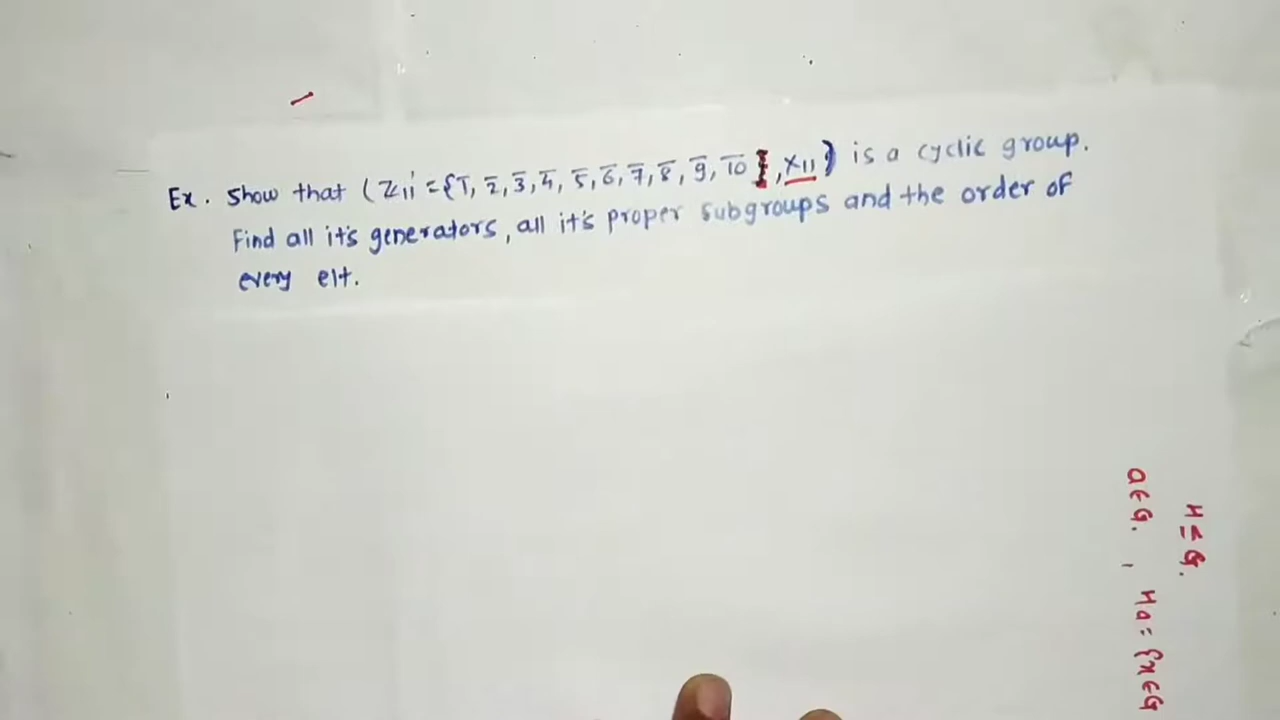 Ex. Show that (Z11' = {1̅, 2̅, 3̅, 4̅, 5̅, 6̅, 7̅, 8̅, 9̅, 1̅0̅}, ×11) is a cyclic group.
Find all it's generators, all it's proper subgroups and the order of
every elt.
H ≤ G.
a ∈ G. , Ha = {x ∈ G